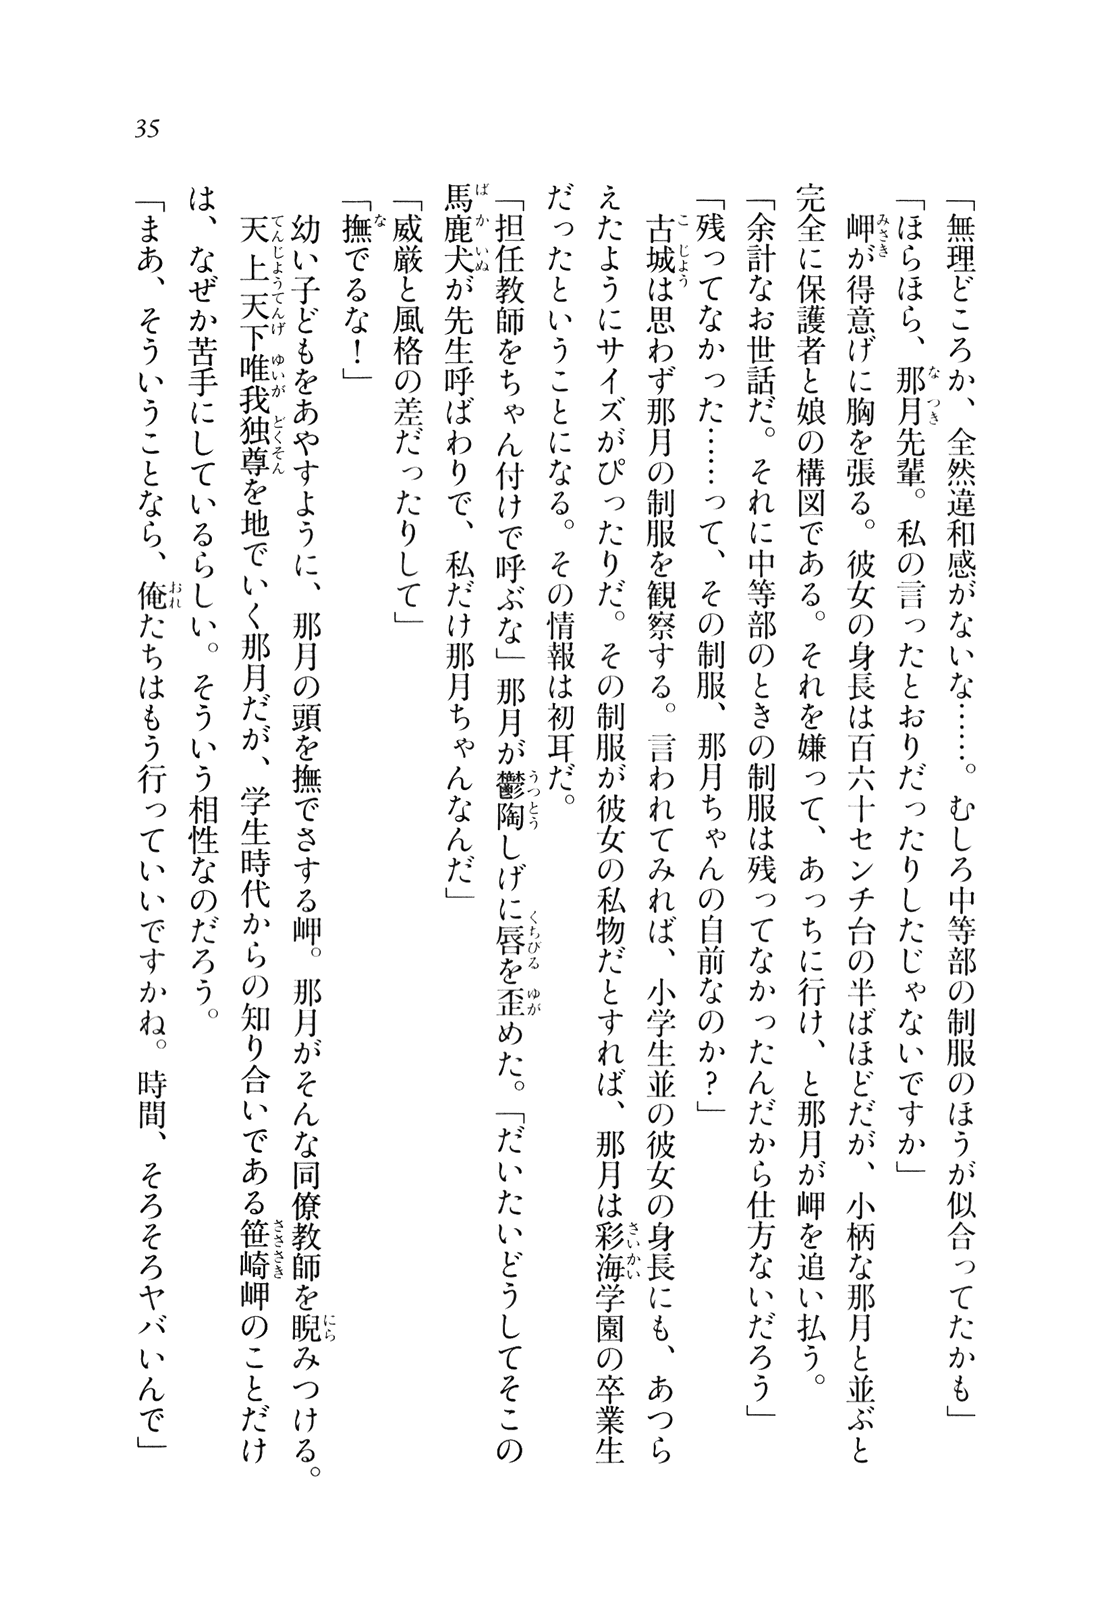 35
「無理どころか、全然違和感がないな……。むしろ中等部の制服のほうが似合ってたかも」
「ほらほら、那月先輩。私の言ったとおりだったりしたじゃないですか」
　岬が得意げに胸を張る。彼女の身長は百六十センチ台の半ばほどだが、小柄な那月と並ぶと
完全に保護者と娘の構図である。それを嫌って、あっちに行け、と那月が岬を追い払う。
「余計なお世話だ。それに中等部のときの制服は残ってなかったんだから仕方ないだろう」
「残ってなかった……って、その制服、那月ちゃんの自前なのか？」
　古城は思わず那月の制服を観察する。言われてみれば、小学生並の彼女の身長にも、あつら
えたようにサイズがぴったりだ。その制服が彼女の私物だとすれば、那月は彩海学園の卒業生
だったということになる。その情報は初耳だ。
「担任教師をちゃん付けで呼ぶな」那月が鬱陶しげに唇を歪めた。「だいたいどうしてそこの
馬鹿犬が先生呼ばわりで、私だけ那月ちゃんなんだ」
「威厳と風格の差だったりして」
「撫でるな！」
　幼い子どもをあやすように、那月の頭を撫でさする岬。那月がそんな同僚教師を睨みつける。
　天上天下唯我独尊を地でいく那月だが、学生時代からの知り合いである笹崎岬のことだけ
は、なぜか苦手にしているらしい。そういう相性なのだろう。
「まあ、そういうことなら、俺たちはもう行っていいですかね。時間、そろそろヤバいんで」